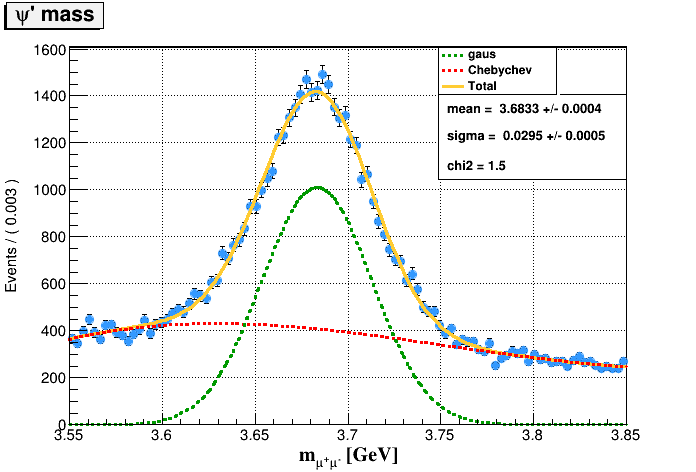 ψ' mass
gaus
Chebychev
Total
mean = 3.6833 +/- 0.0004
sigma = 0.0295 +/- 0.0005
chi2 = 1.5
Events / ( 0.003 )
1600
1400
1200
1000
800
600
400
200
0
3.55 3.6 3.65 3.7 3.75 3.8 3.85
m_μ⁺μ⁻ [GeV]